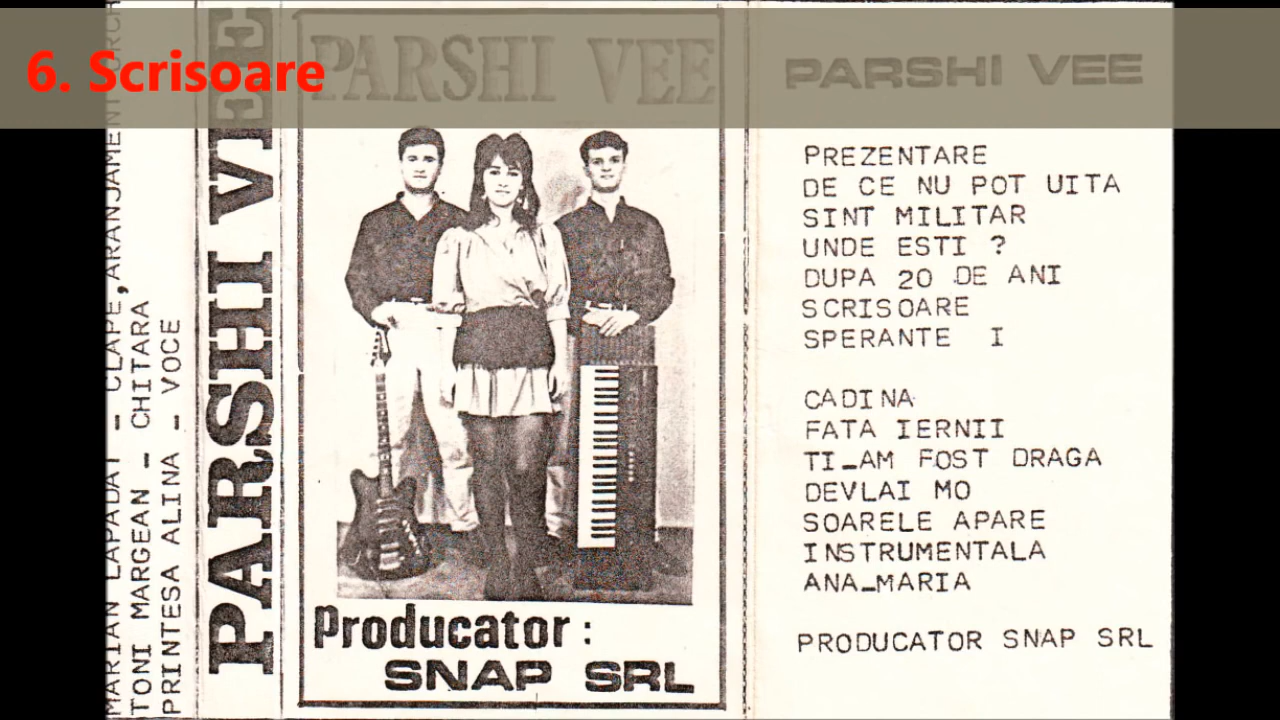 6. Scrisoare
MARIAN LAPADAT - CLAPE, ARANJAMENT
TONI MARGEAN - CHITARA
PRINTESA ALINA - VOCE
PARSHI VEE
PARSHI VEE
Producator:
SNAP SRL
PARSHI VEE
PREZENTARE
DE CE NU POT UITA
SINT MILITAR
UNDE ESTI ?
DUPA 20 DE ANI
SCRISOARE
SPERANTE I
CADINA
FATA IERNII
TI_AM FOST DRAGA
DEVLAI MO
SOARELE APARE
INSTRUMENTALA
ANA_MARIA
PRODUCATOR SNAP SRL